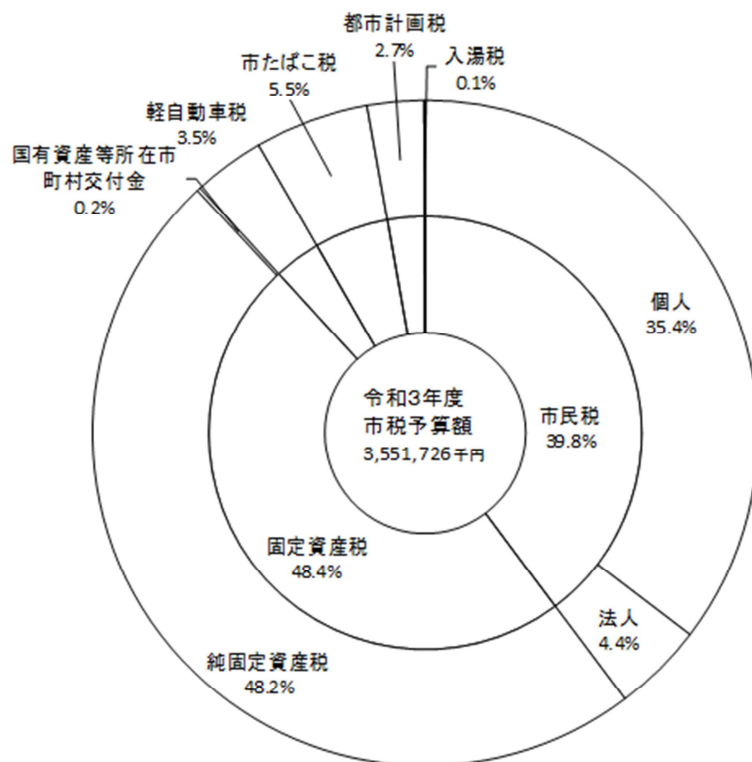 都市計画税
2.7%
入湯税
0.1%
市たばこ税
5.5%
軽自動車税
3.5%
国有資産等所在市
町村交付金
0.2%
個人
35.4%
市民税
39.8%
令和3年度
市税予算額
3,551,726千円
固定資産税
48.4%
法人
4.4%
純固定資産税
48.2%